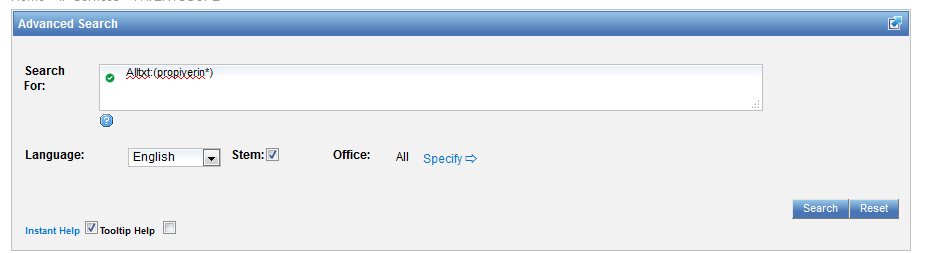 Advanced Search
Search For:
Alltxt:(propiverin*)
Language: English Stem: Office: All Specify ⇨
Search Reset
Instant Help Tooltip Help